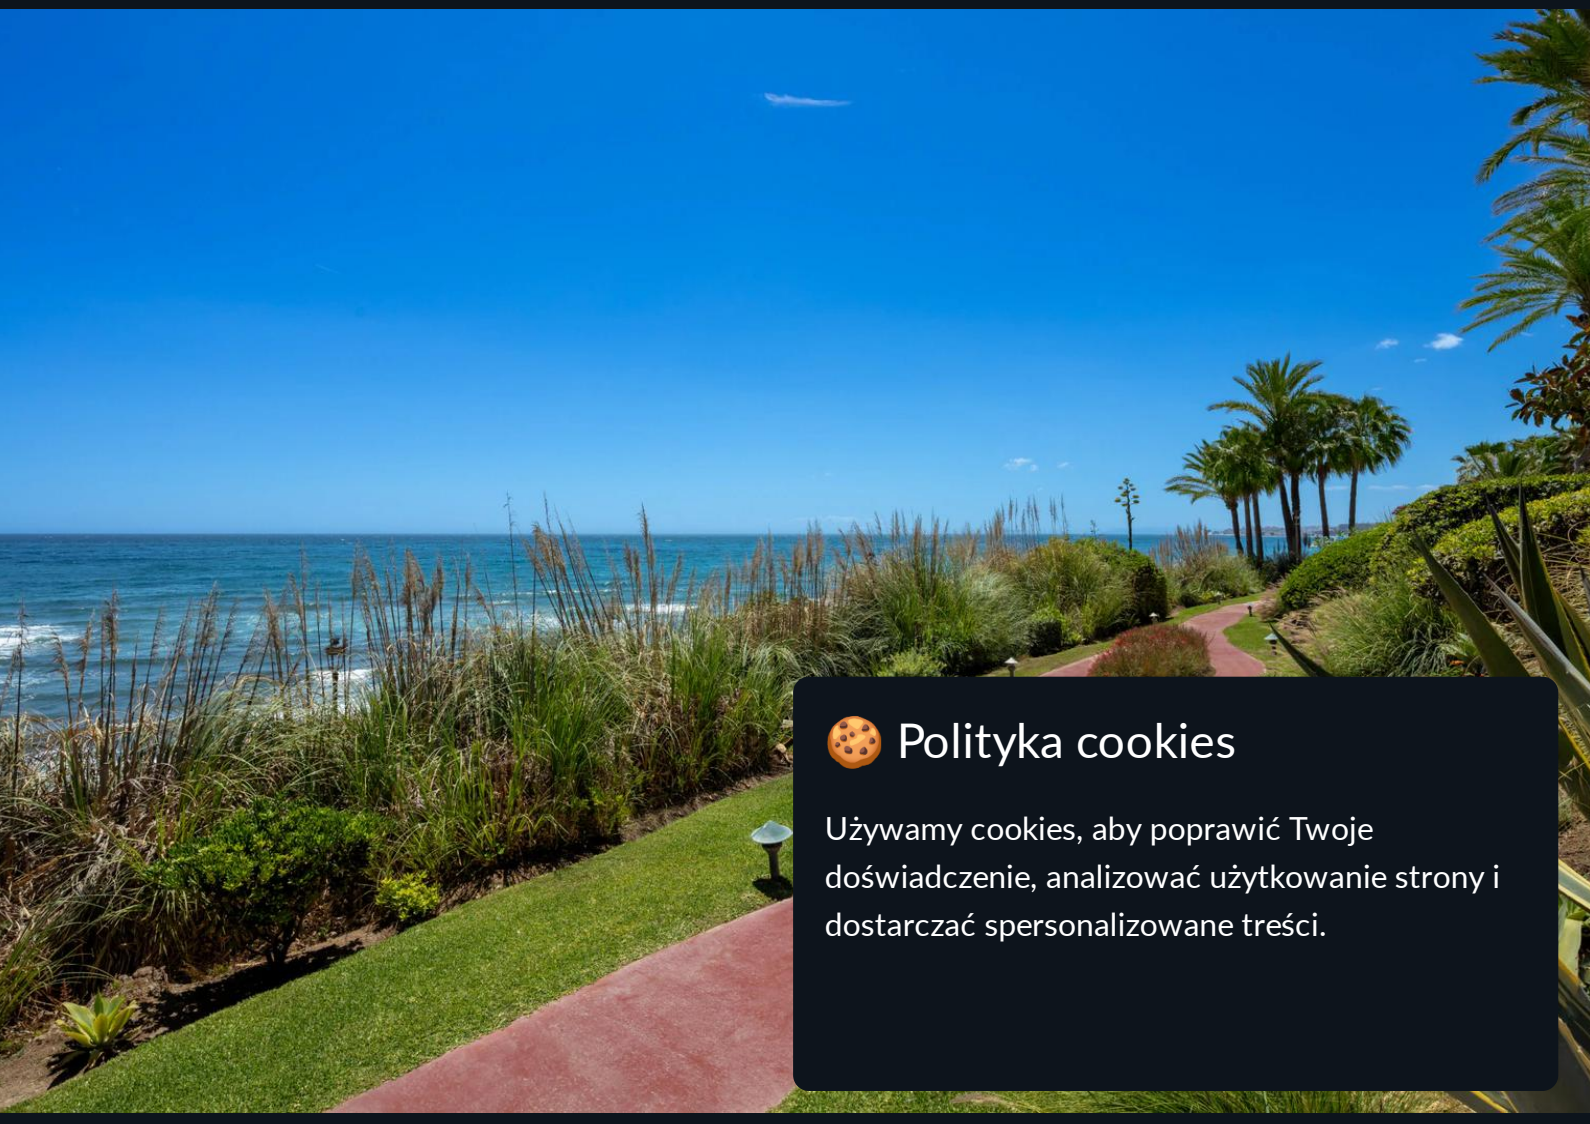 🍪 Polityka cookies
Używamy cookies, aby poprawić Twoje
doświadczenie, analizować użytkowanie strony i
dostarczać spersonalizowane treści.